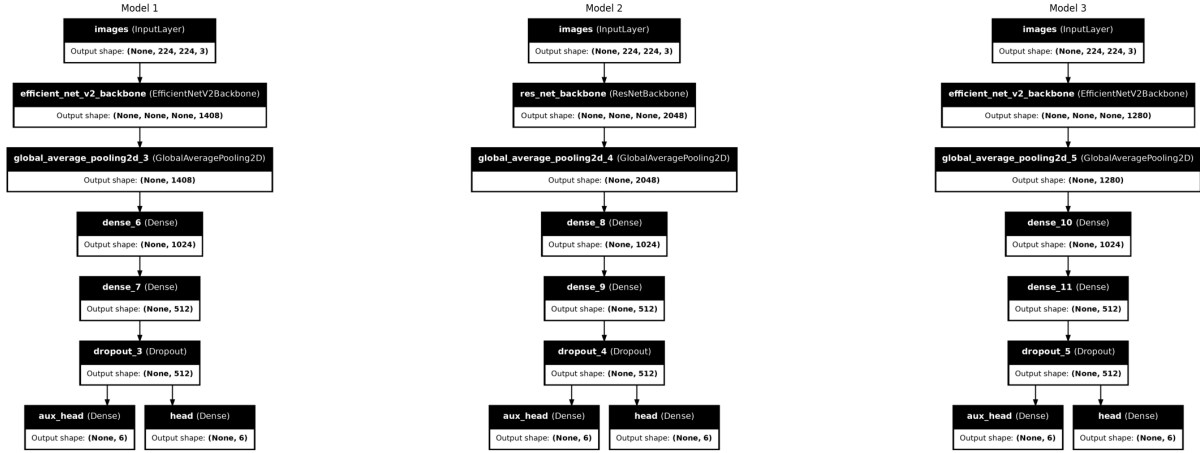 Model 1
images (InputLayer)
Output shape: (None, 224, 224, 3)
efficient_net_v2_backbone (EfficientNetV2Backbone)
Output shape: (None, None, None, 1408)
global_average_pooling2d_3 (GlobalAveragePooling2D)
Output shape: (None, 1408)
dense_6 (Dense)
Output shape: (None, 1024)
dense_7 (Dense)
Output shape: (None, 512)
dropout_3 (Dropout)
Output shape: (None, 512)
aux_head (Dense)
Output shape: (None, 6)
head (Dense)
Output shape: (None, 6)
Model 2
images (InputLayer)
Output shape: (None, 224, 224, 3)
res_net_backbone (ResNetBackbone)
Output shape: (None, None, None, 2048)
global_average_pooling2d_4 (GlobalAveragePooling2D)
Output shape: (None, 2048)
dense_8 (Dense)
Output shape: (None, 1024)
dense_9 (Dense)
Output shape: (None, 512)
dropout_4 (Dropout)
Output shape: (None, 512)
aux_head (Dense)
Output shape: (None, 6)
head (Dense)
Output shape: (None, 6)
Model 3
images (InputLayer)
Output shape: (None, 224, 224, 3)
efficient_net_v2_backbone (EfficientNetV2Backbone)
Output shape: (None, None, None, 1280)
global_average_pooling2d_5 (GlobalAveragePooling2D)
Output shape: (None, 1280)
dense_10 (Dense)
Output shape: (None, 1024)
dense_11 (Dense)
Output shape: (None, 512)
dropout_5 (Dropout)
Output shape: (None, 512)
aux_head (Dense)
Output shape: (None, 6)
head (Dense)
Output shape: (None, 6)